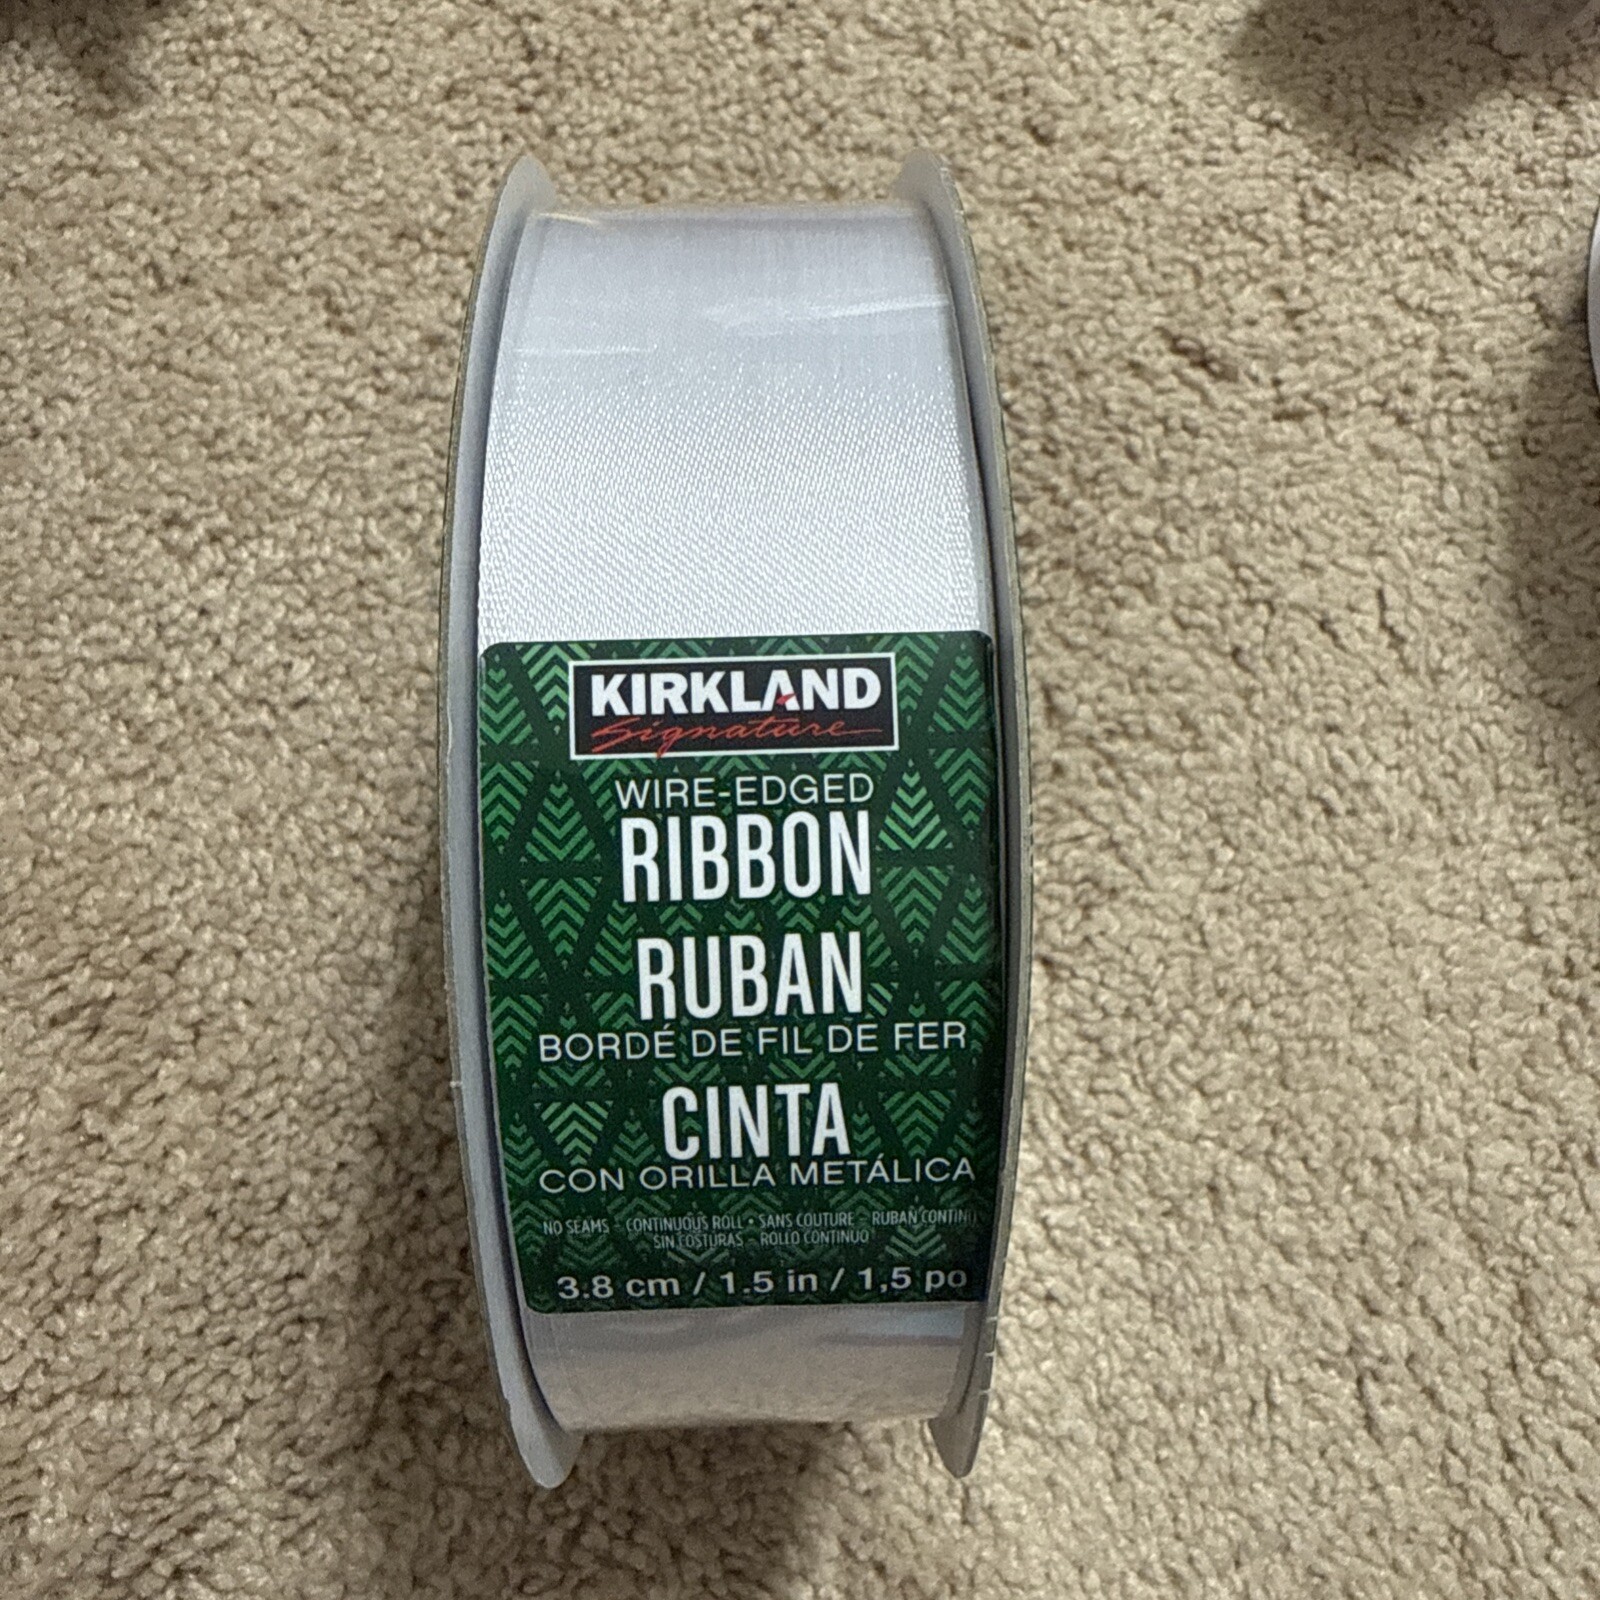 KIRKLAND
Signature
WIRE-EDGED
RIBBON
RUBAN
BORDÉ DE FIL DE FER
CINTA
CON ORILLA METÁLICA
NO SEAMS - CONTINUOUS ROLL • SANS COUTURE - RUBAN CONTINU
SIN COSTURAS - ROLLO CONTINUO
3.8 cm / 1.5 in / 1,5 po